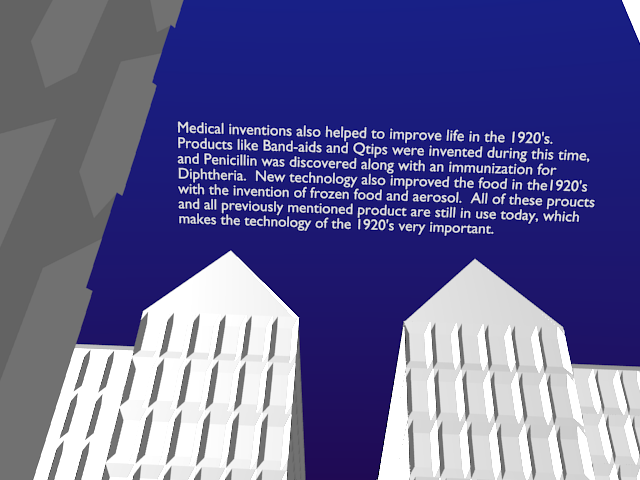 Medical inventions also helped to improve life in the 1920's.
Products like Band-aids and Qtips were invented during this time,
and Penicillin was discovered along with an immunization for
Diphtheria.  New technology also improved the food in the1920's
with the invention of frozen food and aerosol.  All of these proucts
and all previously mentioned product are still in use today, which
makes the technology of the 1920's very important.